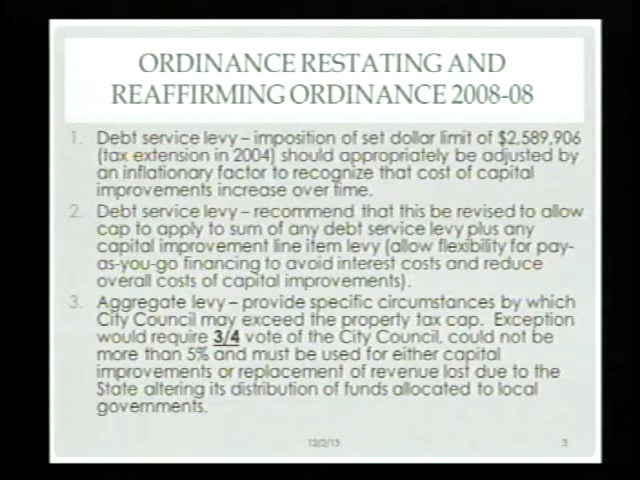 ORDINANCE RESTATING AND
REAFFIRMING ORDINANCE 2008-08
1. Debt service levy – imposition of set dollar limit of $2,589,906
(tax extension in 2004) should appropriately be adjusted by
an inflationary factor to recognize that cost of capital
improvements increase over time.
2. Debt service levy – recommend that this be revised to allow
cap to apply to sum of any debt service levy plus any
capital improvement line item levy (allow flexibility for pay-
as-you-go financing to avoid interest costs and reduce
overall costs of capital improvements).
3. Aggregate levy – provide specific circumstances by which
City Council may exceed the property tax cap. Exception
would require 3/4 vote of the City Council, could not be
more than 5% and must be used for either capital
improvements or replacement of revenue lost due to the
State altering its distribution of funds allocated to local
governments.
12/2/13
3